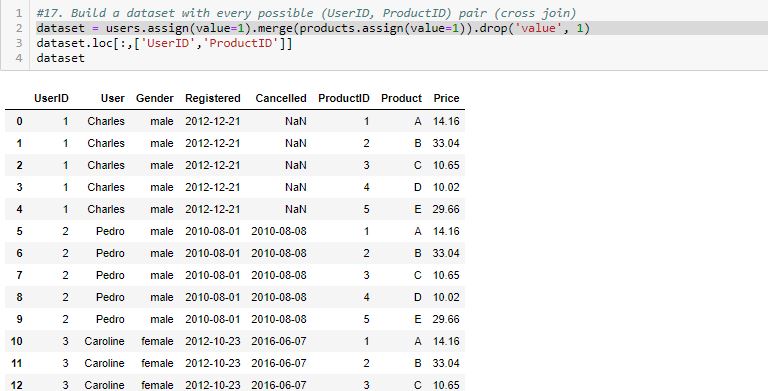 1 #17. Build a dataset with every possible (UserID, ProductID) pair (cross join)
2 dataset = users.assign(value=1).merge(products.assign(value=1)).drop('value', 1)
3 dataset.loc[:,['UserID','ProductID']]
4 dataset
UserID User Gender Registered Cancelled ProductID Product Price
0 1 Charles male 2012-12-21 NaN 1 A 14.16
1 1 Charles male 2012-12-21 NaN 2 B 33.04
2 1 Charles male 2012-12-21 NaN 3 C 10.65
3 1 Charles male 2012-12-21 NaN 4 D 10.02
4 1 Charles male 2012-12-21 NaN 5 E 29.66
5 2 Pedro male 2010-08-01 2010-08-08 1 A 14.16
6 2 Pedro male 2010-08-01 2010-08-08 2 B 33.04
7 2 Pedro male 2010-08-01 2010-08-08 3 C 10.65
8 2 Pedro male 2010-08-01 2010-08-08 4 D 10.02
9 2 Pedro male 2010-08-01 2010-08-08 5 E 29.66
10 3 Caroline female 2012-10-23 2016-06-07 1 A 14.16
11 3 Caroline female 2012-10-23 2016-06-07 2 B 33.04
12 3 Caroline female 2012-10-23 2016-06-07 3 C 10.65